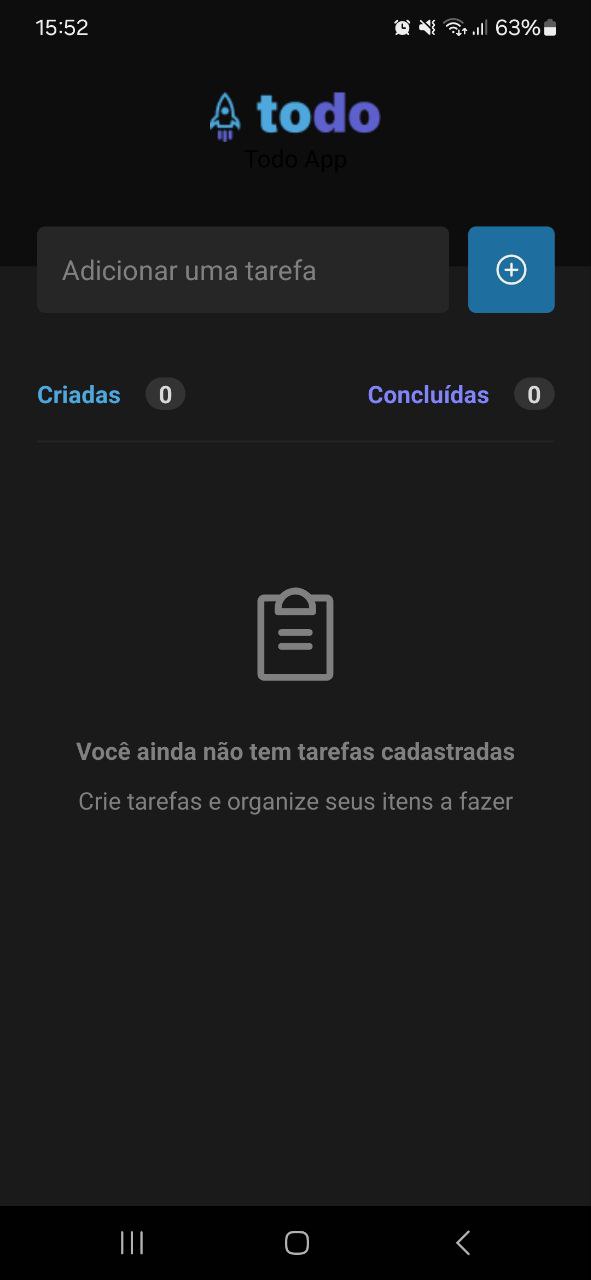 15:52 63%
todo
Todo App
Adicionar uma tarefa
Criadas 0 Concluídas 0
Você ainda não tem tarefas cadastradas
Crie tarefas e organize seus itens a fazer